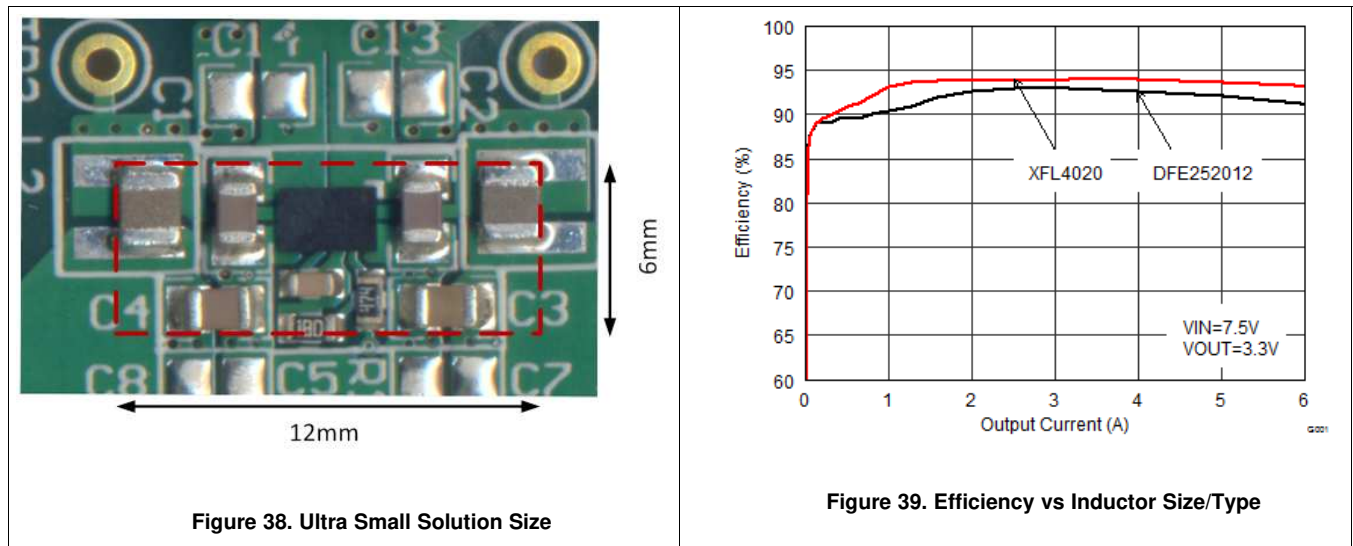 C14
C13
C1
C2
C4
C3
180
474
C8
C5
C7
6mm
12mm
Figure 38. Ultra Small Solution Size
100
95
90
85
80
75
70
65
60
Efficiency (%)
XFL4020
DFE252012
VIN=7.5V
VOUT=3.3V
0
1
2
3
4
5
6
Output Current (A)
G001
Figure 39. Efficiency vs Inductor Size/Type